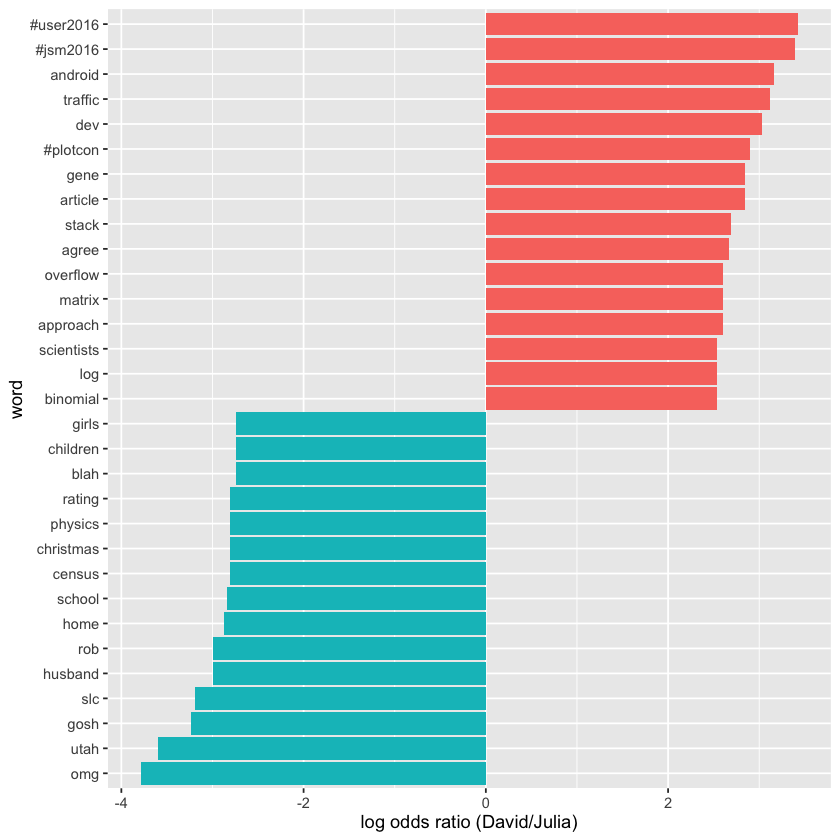 #user2016
#jsm2016
android
traffic
dev
#plotcon
gene
article
stack
agree
overflow
matrix
approach
scientists
log
binomial
girls
children
blah
rating
physics
christmas
census
school
home
rob
husband
slc
gosh
utah
omg
word
-4 -2 0 2
log odds ratio (David/Julia)